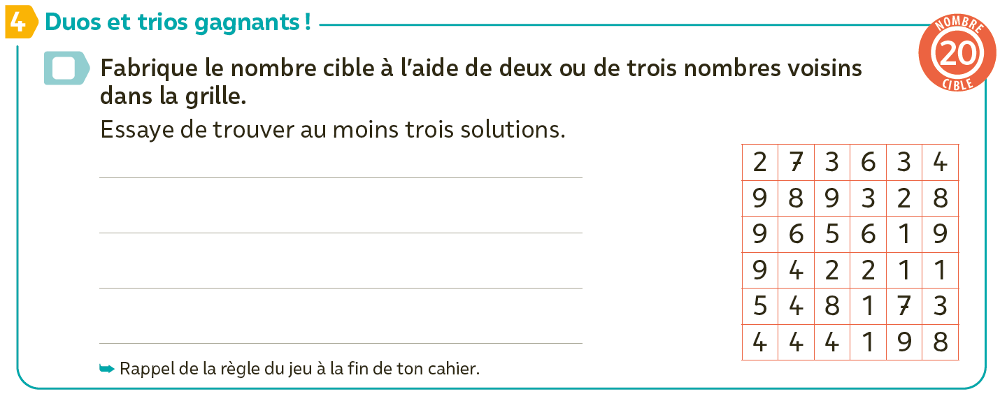 4 Duos et trios gagnants !
NOMBRE
20
CIBLE
Fabrique le nombre cible à l'aide de deux ou de trois nombres voisins
dans la grille.
Essaye de trouver au moins trois solutions.
2 7 3 6 3 4
9 8 9 3 2 8
9 6 5 6 1 9
9 4 2 2 1 1
5 4 8 1 7 3
4 4 4 1 9 8
➥ Rappel de la règle du jeu à la fin de ton cahier.